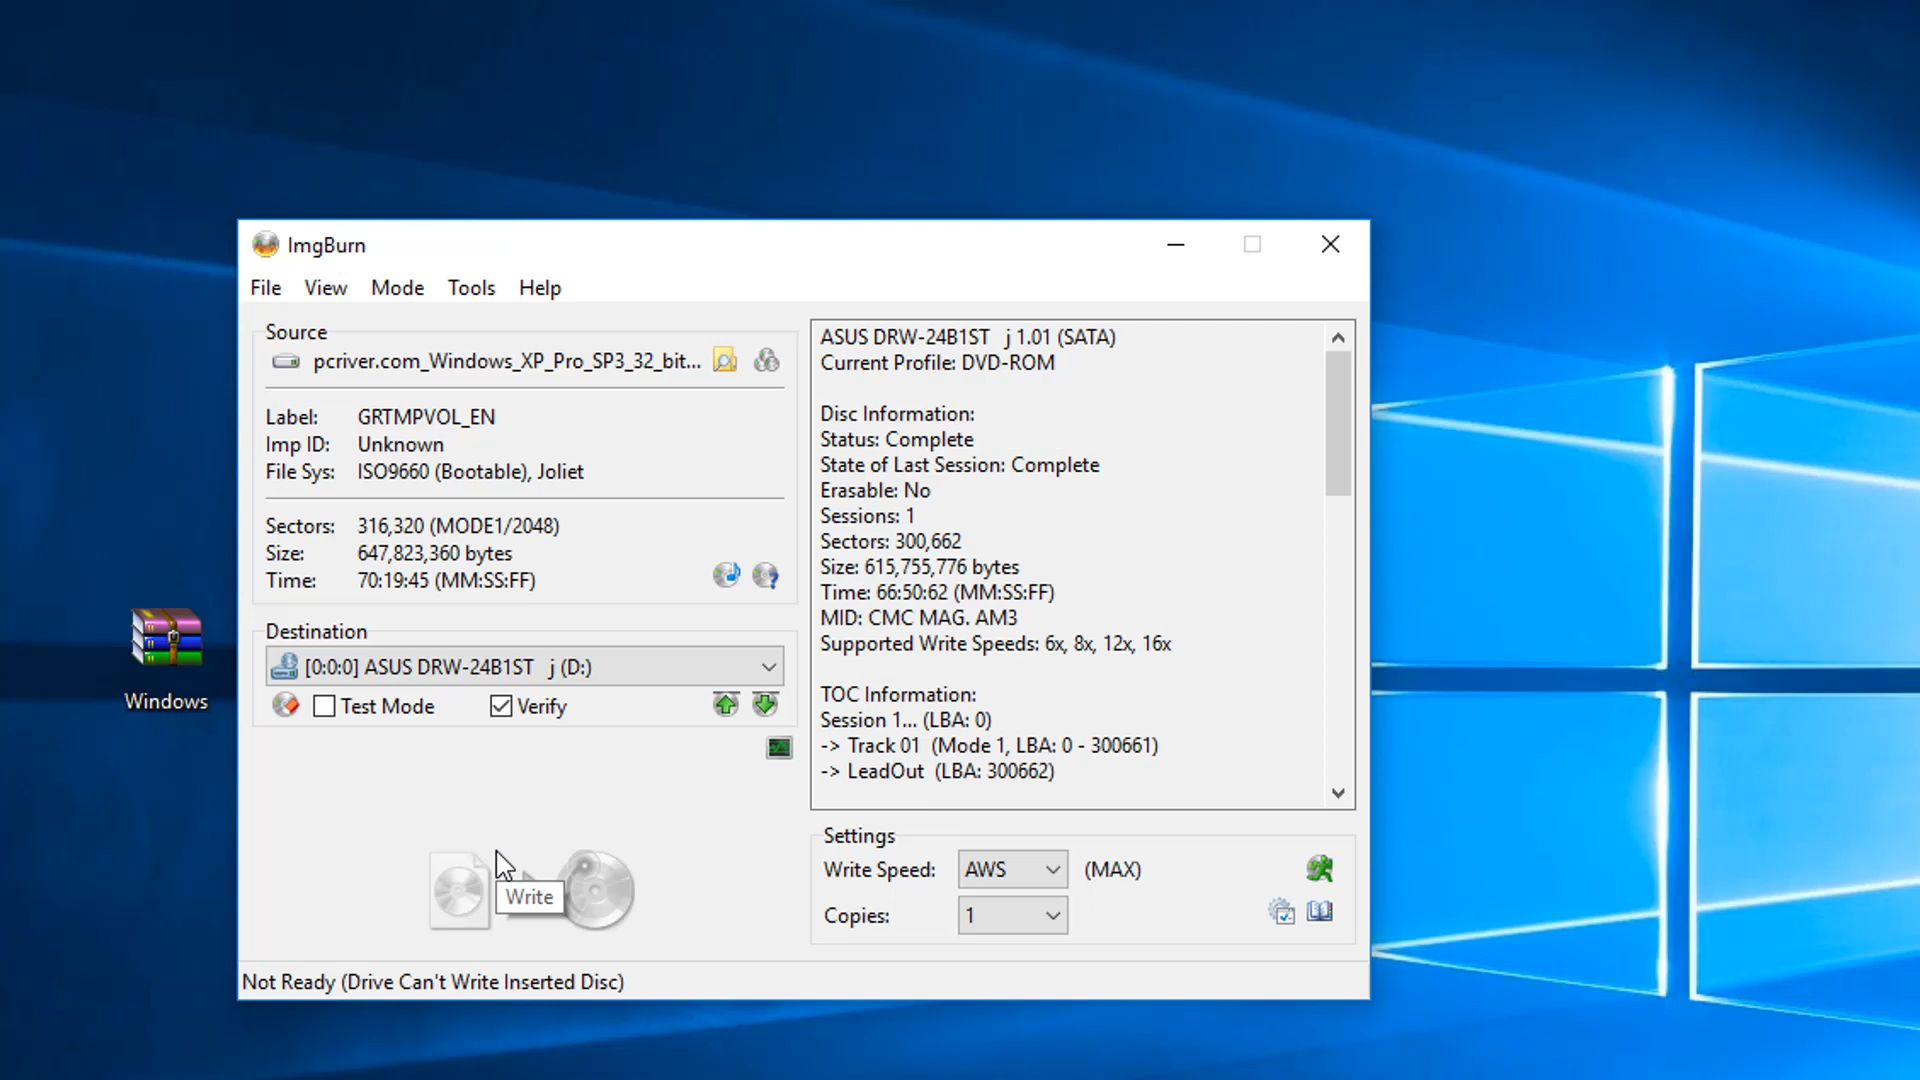 ImgBurn
File View Mode Tools Help
Source
pcriver.com_Windows_XP_Pro_SP3_32_bit...
Label: GRTMPVOL_EN
Imp ID: Unknown
File Sys: ISO9660 (Bootable), Joliet
Sectors: 316,320 (MODE1/2048)
Size: 647,823,360 bytes
Time: 70:19:45 (MM:SS:FF)
Destination
[0:0:0] ASUS DRW-24B1ST j (D:)
Test Mode Verify
Write
ASUS DRW-24B1ST j 1.01 (SATA)
Current Profile: DVD-ROM
Disc Information:
Status: Complete
State of Last Session: Complete
Erasable: No
Sessions: 1
Sectors: 300,662
Size: 615,755,776 bytes
Time: 66:50:62 (MM:SS:FF)
MID: CMC MAG. AM3
Supported Write Speeds: 6x, 8x, 12x, 16x
TOC Information:
Session 1... (LBA: 0)
-> Track 01 (Mode 1, LBA: 0 - 300661)
-> LeadOut (LBA: 300662)
Settings
Write Speed: AWS (MAX)
Copies: 1
Not Ready (Drive Can't Write Inserted Disc)
Windows